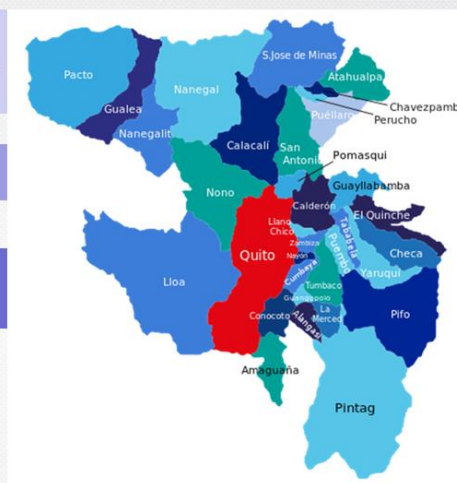 S.Jose de Minas
Pacto
Nanegal
Atahualpa
Gualea
Chavezpamb
Puéllaro
Perucho
Nanegalit
Calacalí
San
Antonio
Pomasqui
Nono
Guayllabamba
Calderón
El Quinche
Llano
Chico
Tababela
Zambiza
Puembo
Checa
Quito
Nayón
Yaruqui
Cumbaya
Lloa
Tumbaco
Guangopolo
Pifo
Conocoto
Alangasi
La
Merced
Amaguaña
Pintag